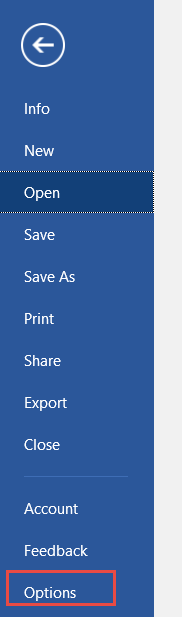 Info
New
Open
Save
Save As
Print
Share
Export
Close
Account
Feedback
Options